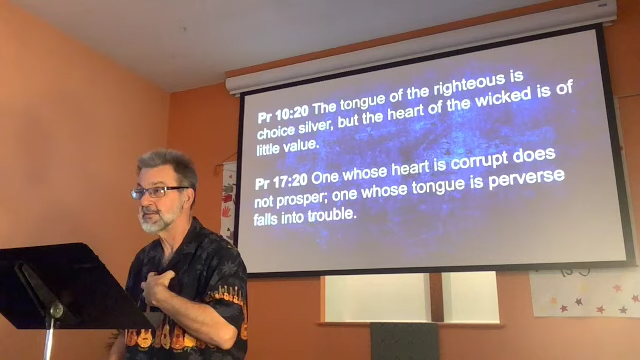 Pr 10:20 The tongue of the righteous is
choice silver, but the heart of the wicked is of
little value.
Pr 17:20 One whose heart is corrupt does
not prosper; one whose tongue is perverse
falls into trouble.